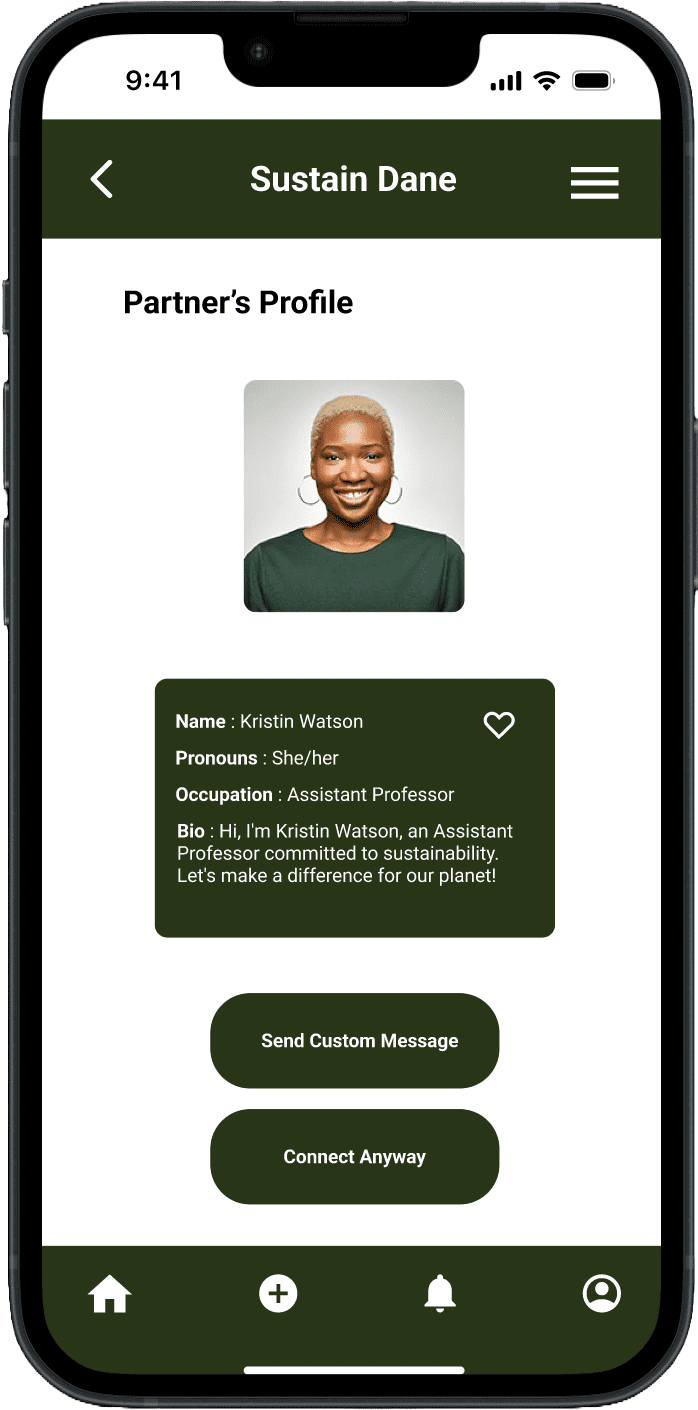 9:41
Sustain Dane
Partner’s Profile
Name : Kristin Watson
Pronouns : She/her
Occupation : Assistant Professor
Bio : Hi, I'm Kristin Watson, an Assistant
Professor committed to sustainability.
Let's make a difference for our planet!
Send Custom Message
Connect Anyway